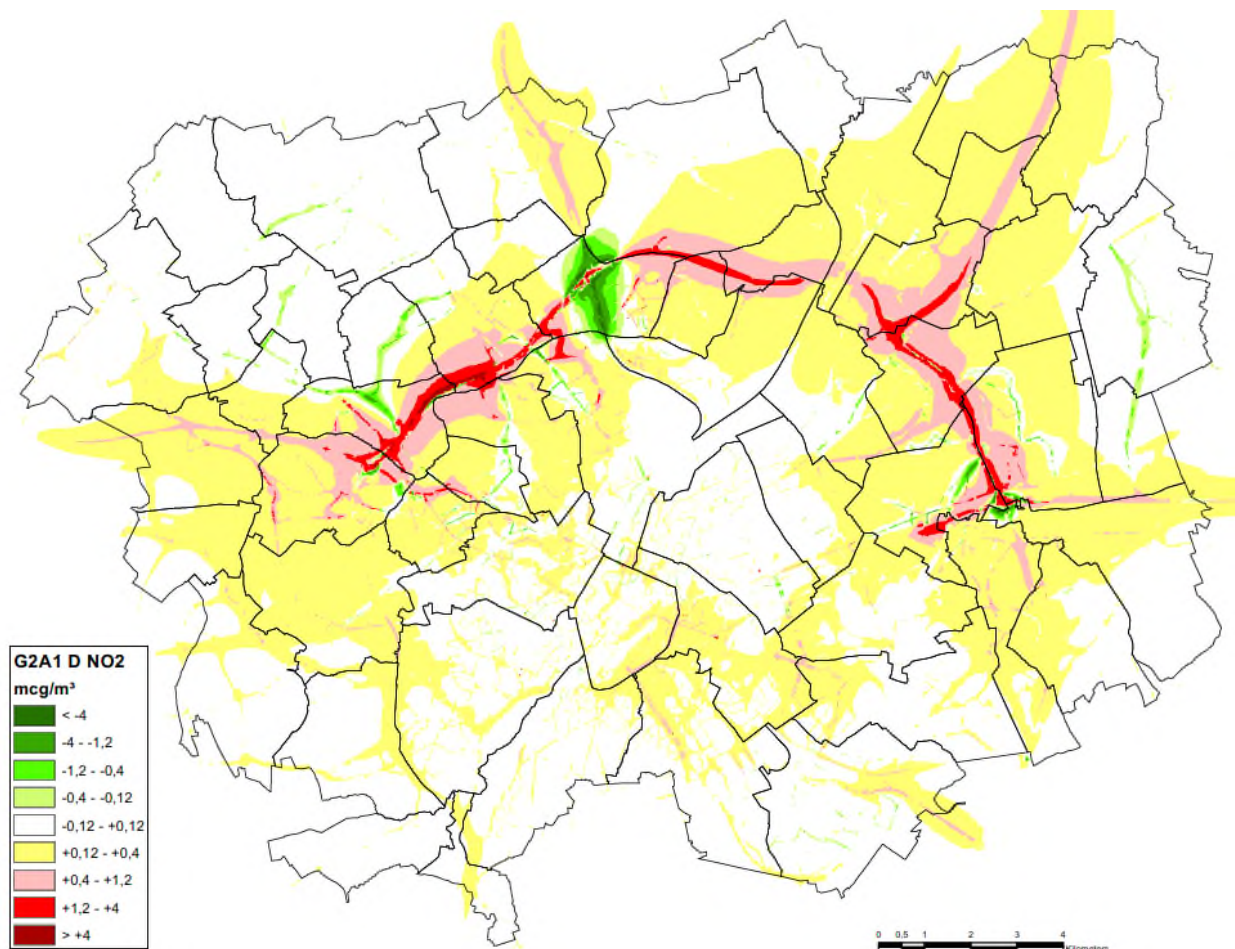 G2A1 D NO2
mcg/m³
< -4
-4 - -1,2
-1,2 - -0,4
-0,4 - -0,12
-0,12 - +0,12
+0,12 - +0,4
+0,4 - +1,2
+1,2 - +4
> +4
0 0,5 1 2 3 4